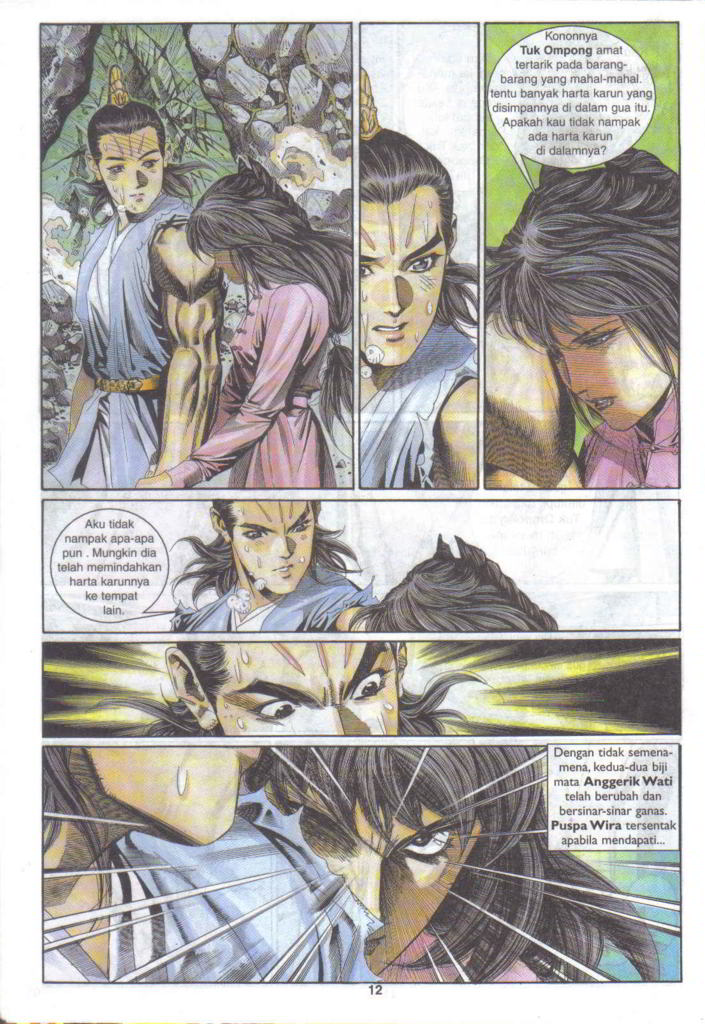 Kononnya
Tuk Ompong amat
tertarik pada barang-
barang yang mahal-mahal.
tentu banyak harta karun yang
disimpannya di dalam gua itu.
Apakah kau tidak nampak
ada harta karun
di dalamnya?
Aku tidak
nampak apa-apa
pun . Mungkin dia
telah memindahkan
harta karunnya
ke tempat
lain.
Dengan tidak semena-
mena, kedua-dua biji
mata Anggerik Wati
telah berubah dan
bersinar-sinar ganas.
Puspa Wira tersentak
apabila mendapati...
12